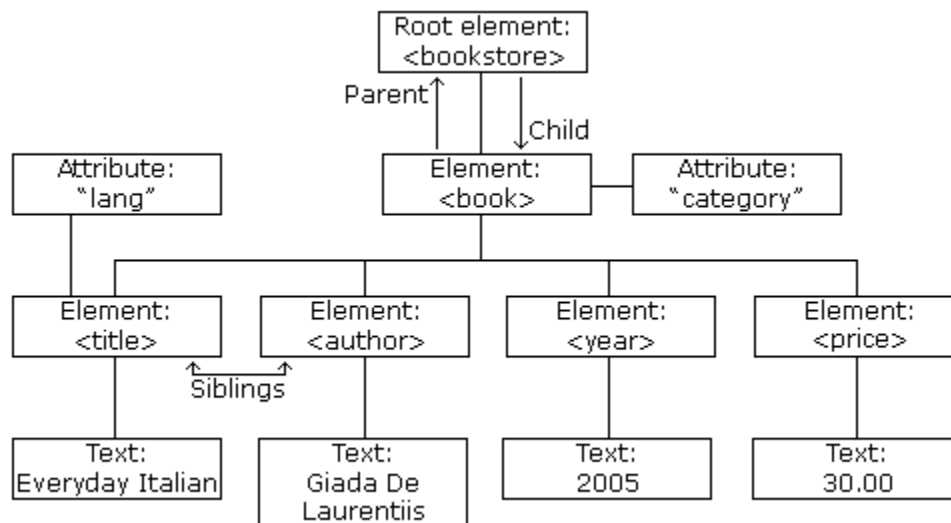 Root element:
<bookstore>
Parent
Child
Attribute:
“lang”
Element:
<book>
Attribute:
“category”
Element:
<title>
Element:
<author>
Element:
<year>
Element:
<price>
Siblings
Text:
Everyday Italian
Text:
Giada De
Laurentiis
Text:
2005
Text:
30.00